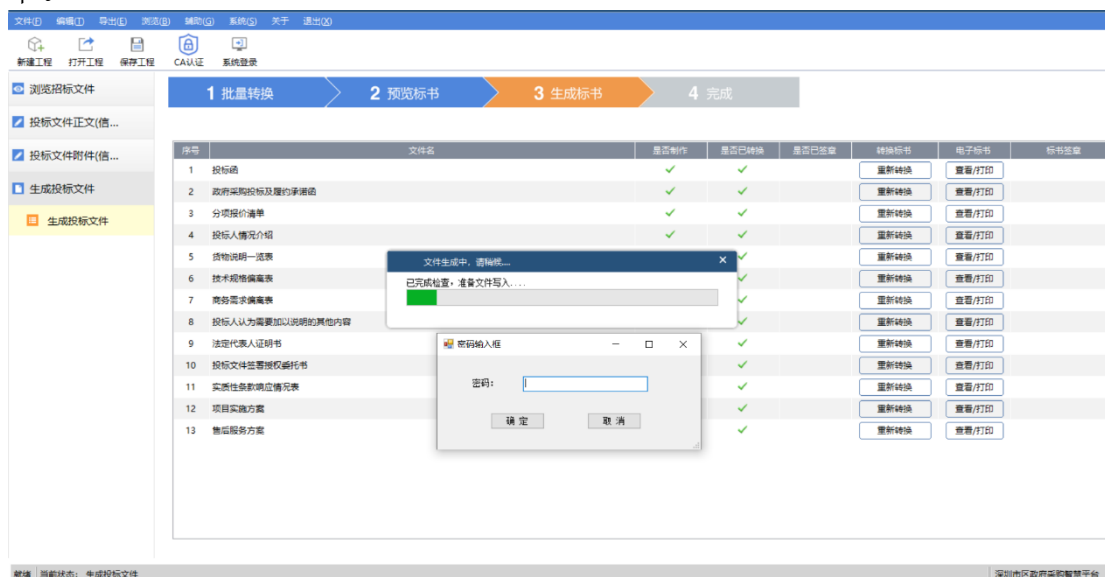 文件(F) 编辑(I) 导出(E) 浏览(B) 辅助(G) 系统(S) 关于 退出(X)
新建工程 打开工程 保存工程 CA认证 系统登录
浏览招标文件
投标文件正文(信...
投标文件附件(信...
生成投标文件
生成投标文件
1 批量转换 2 预览标书 3 生成标书 4 完成
序号 文件名 是否制作 是否已转换 是否已签章 转换标书 电子标书 标书签章
1 投标函 重新转换 查看/打印
2 政府采购投标及履约承诺函 重新转换 查看/打印
3 分项报价清单 重新转换 查看/打印
4 投标人情况介绍 重新转换 查看/打印
5 货物说明一览表 重新转换 查看/打印
6 技术规格偏离表 重新转换 查看/打印
7 商务需求偏离表 重新转换 查看/打印
8 投标人认为需要加以说明的其他内容 重新转换 查看/打印
9 法定代表人证明书 重新转换 查看/打印
10 投标文件签署授权委托书 重新转换 查看/打印
11 实质性条款响应情况表 重新转换 查看/打印
12 项目实施方案 重新转换 查看/打印
13 售后服务方案 重新转换 查看/打印
文件生成中，请稍候....
已完成检查，准备文件写入....
密码输入框
密码：
确 定 取 消
就绪 当前状态： 生成投标文件 深圳市区政府采购智慧平台